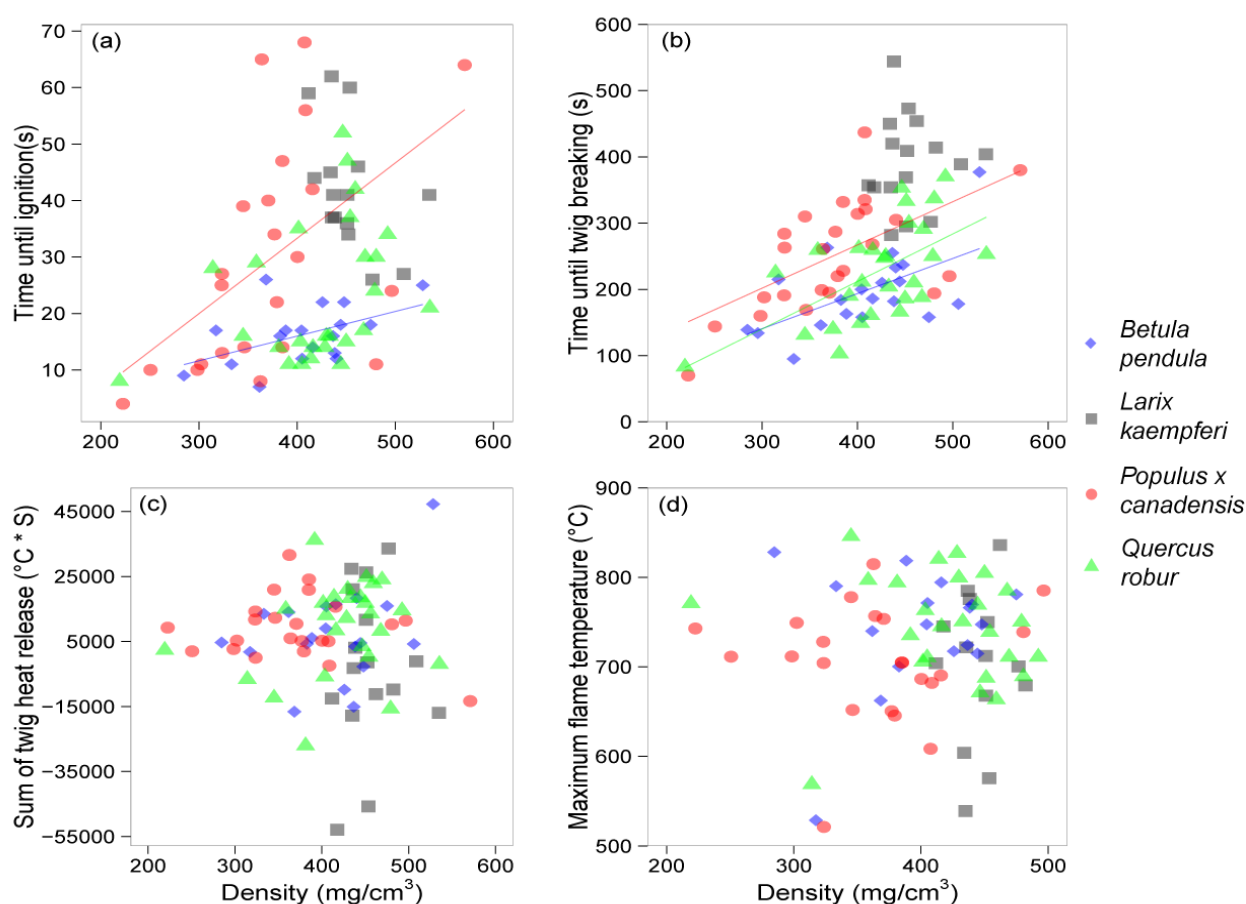 (a)
Time until ignition(s)
70
60
50
40
30
20
10
200 300 400 500 600
(b)
Time until twig breaking (s)
600
500
400
300
200
100
0
200 300 400 500 600
(c)
Sum of twig heat release (°C * S)
45000
25000
5000
−15000
−35000
−55000
200 300 400 500 600
Density (mg/cm³)
(d)
Maximum flame temperature (°C)
900
800
700
600
500
200 300 400 500
Density (mg/cm³)
Betula
pendula
Larix
kaempferi
Populus x
canadensis
Quercus
robur